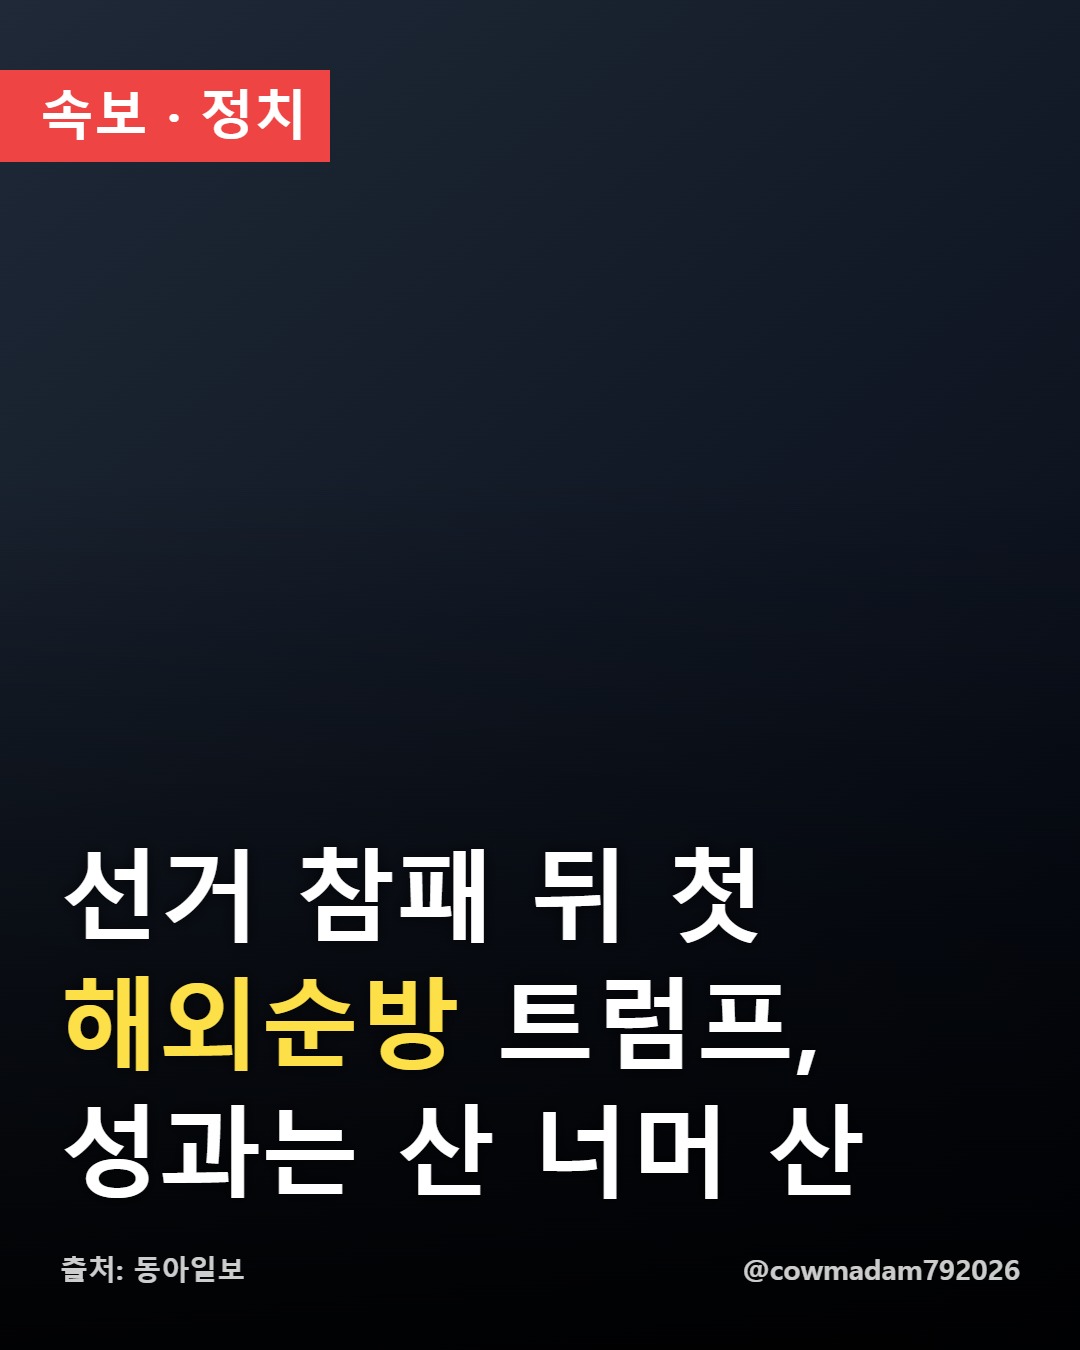 속보 · 정치
선거 참패 뒤 첫
해외순방 트럼프,
성과는 산 너머 산
출처: 동아일보
@cowmadam792026